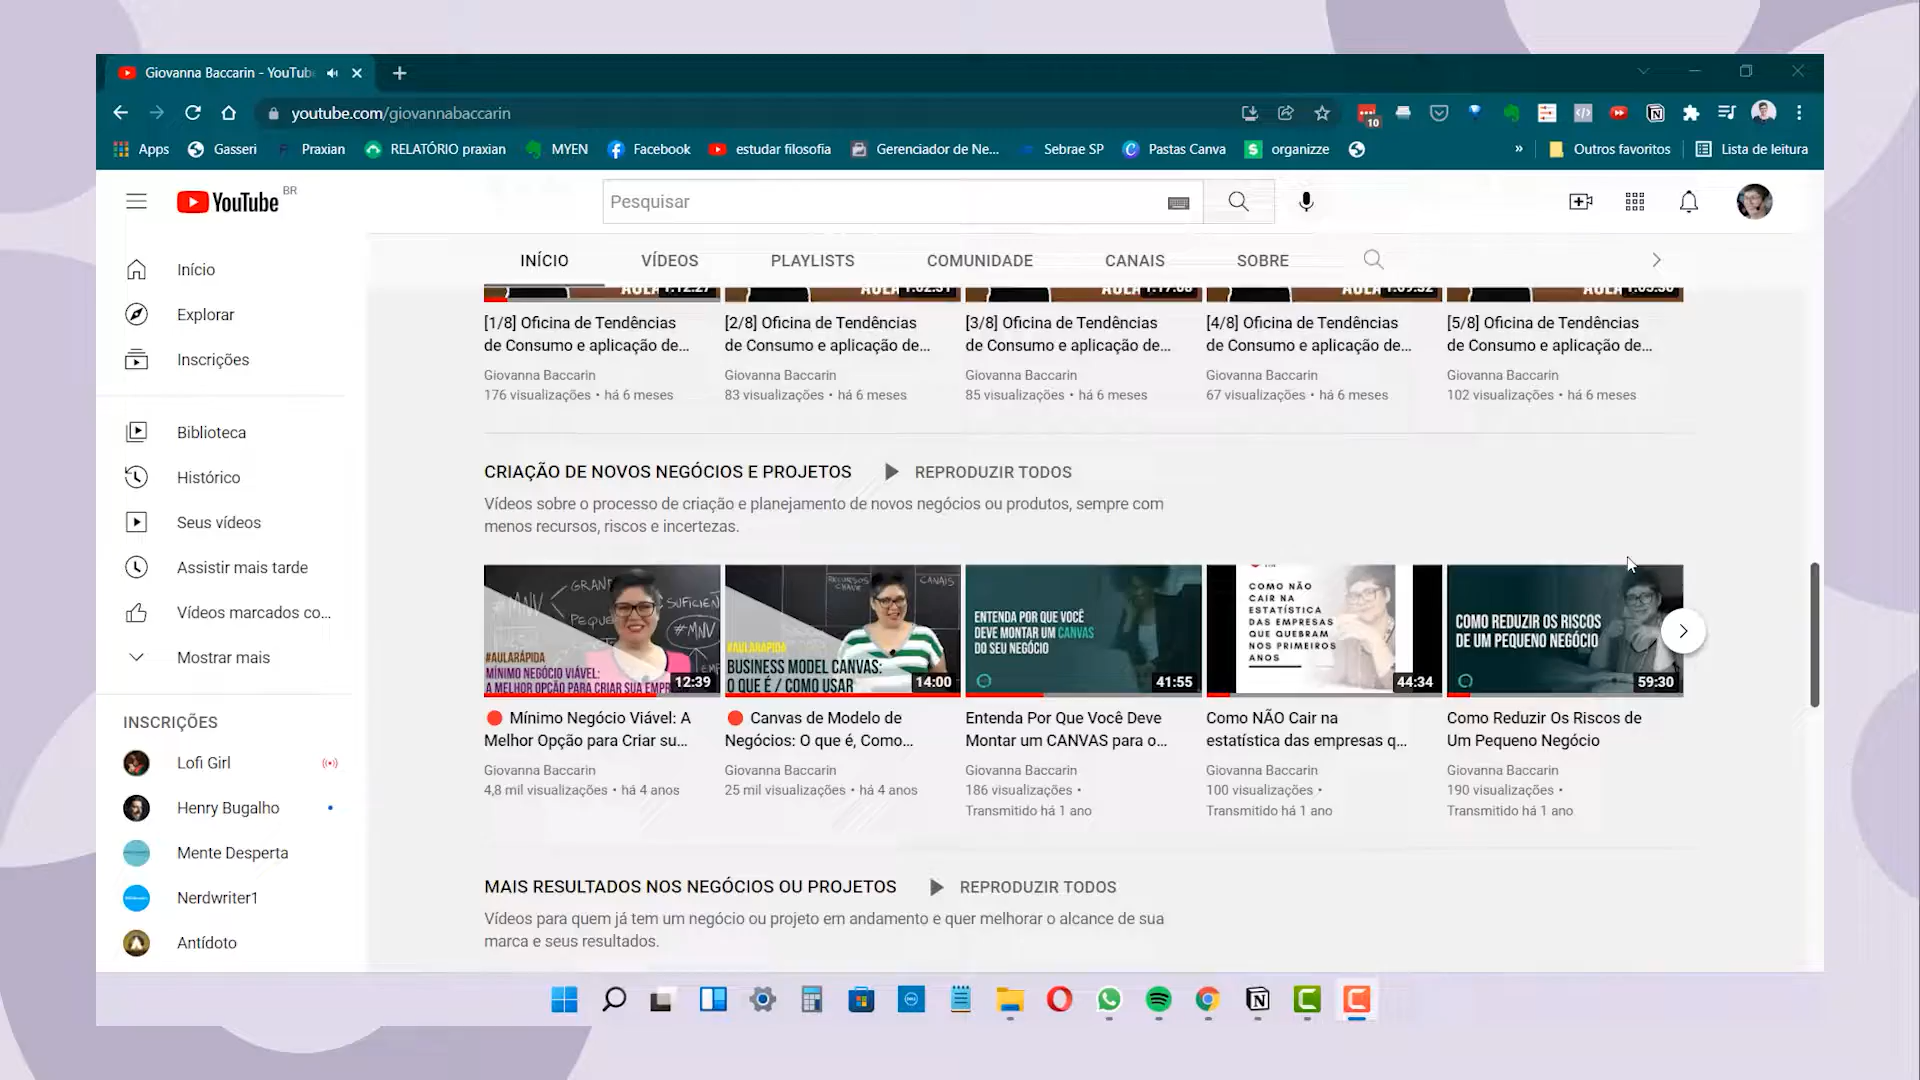 Giovanna Baccarin - YouTub
youtube.com/giovannabaccarin
10
Apps
Gasseri
Praxian
RELATÓRIO praxian
MYEN
Facebook
estudar filosofia
Gerenciador de Ne...
Sebrae SP
Pastas Canva
organizze
»
Outros favoritos
Lista de leitura
YouTube BR
Pesquisar
INÍCIO
VÍDEOS
PLAYLISTS
COMUNIDADE
CANAIS
SOBRE
Início
Explorar
Inscrições
Biblioteca
Histórico
Seus vídeos
Assistir mais tarde
Vídeos marcados co...
Mostrar mais
INSCRIÇÕES
Lofi Girl
Henry Bugalho
Mente Desperta
Nerdwriter1
Antídoto
[1/8] Oficina de Tendências
de Consumo e aplicação de...
Giovanna Baccarin
176 visualizações • há 6 meses
[2/8] Oficina de Tendências
de Consumo e aplicação de...
Giovanna Baccarin
83 visualizações • há 6 meses
[3/8] Oficina de Tendências
de Consumo e aplicação de...
Giovanna Baccarin
85 visualizações • há 6 meses
[4/8] Oficina de Tendências
de Consumo e aplicação de...
Giovanna Baccarin
67 visualizações • há 6 meses
[5/8] Oficina de Tendências
de Consumo e aplicação de...
Giovanna Baccarin
102 visualizações • há 6 meses
CRIAÇÃO DE NOVOS NEGÓCIOS E PROJETOS
REPRODUZIR TODOS
Vídeos sobre o processo de criação e planejamento de novos negócios ou produtos, sempre com
menos recursos, riscos e incertezas.
#MNV
GRAND
SUFICIEN
PEQUE
#MNV
#AULARÁPIDA
MÍNIMO NEGÓCIO VIÁVEL:
A MELHOR OPÇÃO PARA CRIAR SUA EMPR
12:39
Mínimo Negócio Viável: A
Melhor Opção para Criar su...
Giovanna Baccarin
4,8 mil visualizações • há 4 anos
RECURSOS
CHAVE
CANAIS
#AULARÁPIDA
BUSINESS MODEL CANVAS:
O QUE É / COMO USAR
14:00
Canvas de Modelo de
Negócios: O que é, Como...
Giovanna Baccarin
25 mil visualizações • há 4 anos
ENTENDA POR QUE VOCÊ
DEVE MONTAR UM CANVAS
DO SEU NEGÓCIO
41:55
Entenda Por Que Você Deve
Montar um CANVAS para o...
Giovanna Baccarin
186 visualizações •
Transmitido há 1 ano
COMO NÃO
CAIR NA
ESTATÍSTICA
DAS EMPRESAS
QUE QUEBRAM
NOS PRIMEIROS
ANOS
44:34
Como NÃO Cair na
estatística das empresas q...
Giovanna Baccarin
100 visualizações •
Transmitido há 1 ano
COMO REDUZIR OS RISCOS
DE UM PEQUENO NEGÓCIO
59:30
Como Reduzir Os Riscos de
Um Pequeno Negócio
Giovanna Baccarin
190 visualizações •
Transmitido há 1 ano
MAIS RESULTADOS NOS NEGÓCIOS OU PROJETOS
REPRODUZIR TODOS
Vídeos para quem já tem um negócio ou projeto em andamento e quer melhorar o alcance de sua
marca e seus resultados.